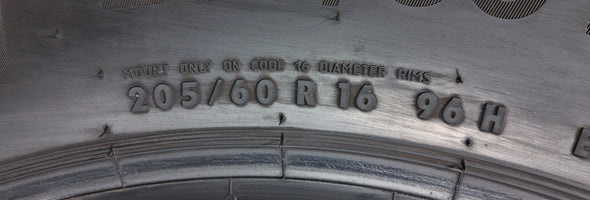 MOUNT ONLY ON CODE 16 DIAMETER RIMS
205/60 R 16 96 H